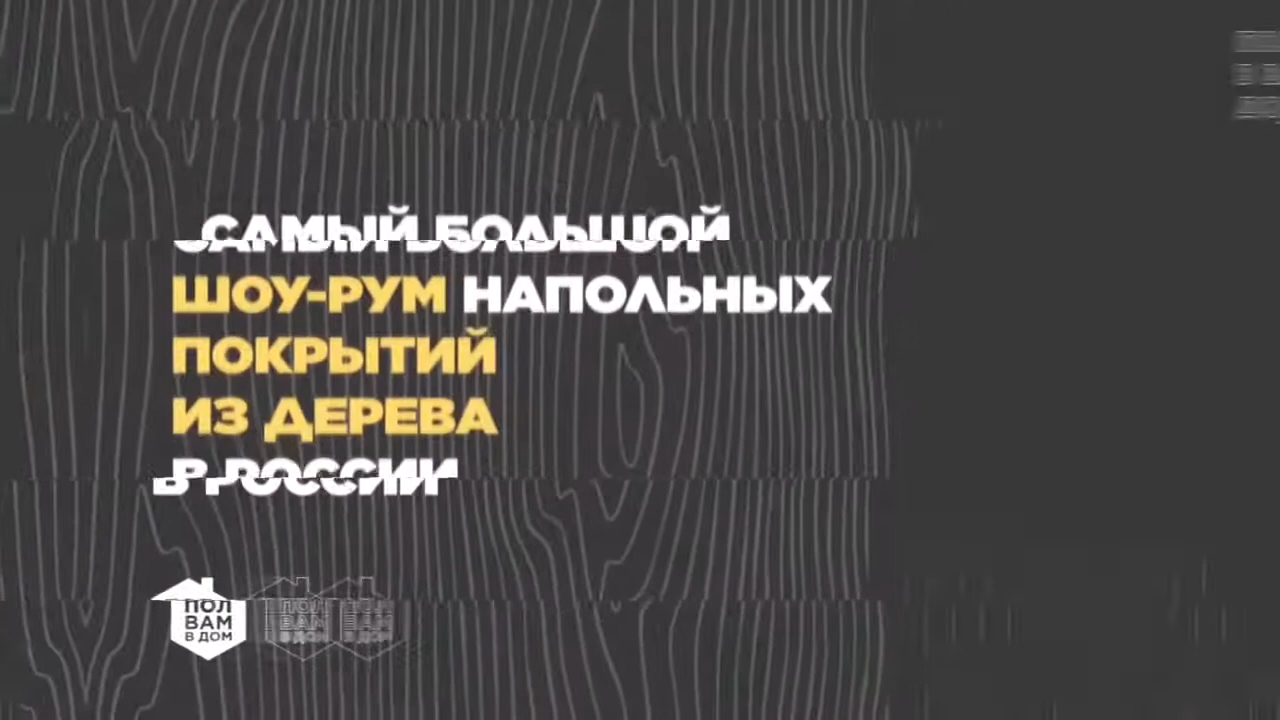 САМЫЙ БОЛЬШОЙ
ШОУ-РУМ НАПОЛЬНЫХ
ПОКРЫТИЙ
ИЗ ДЕРЕВА
В РОССИИ
ПОЛ
ВАМ
В ДОМ